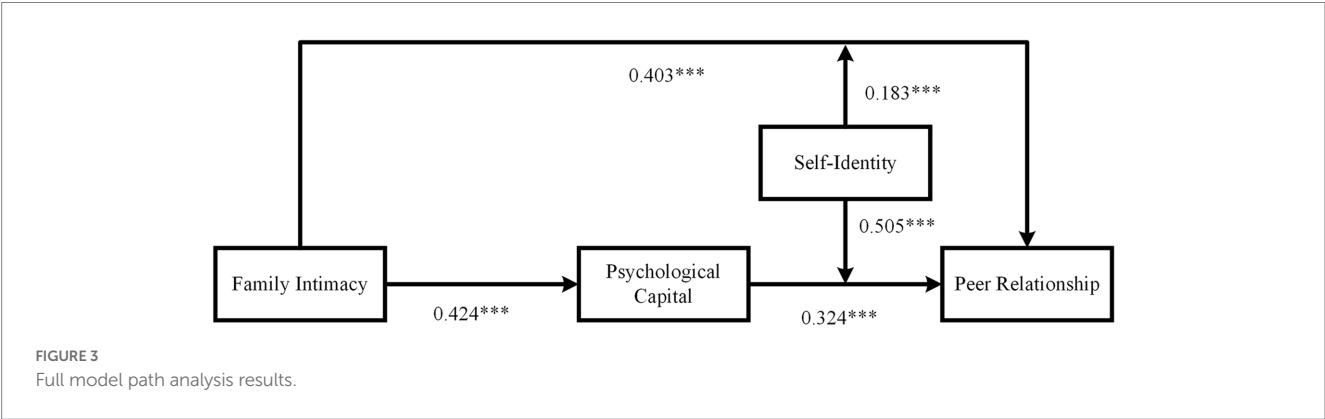 0.403***
0.183***
Self-Identity
0.505***
Family Intimacy
0.424***
Psychological
Capital
0.324***
Peer Relationship
FIGURE 3
Full model path analysis results.